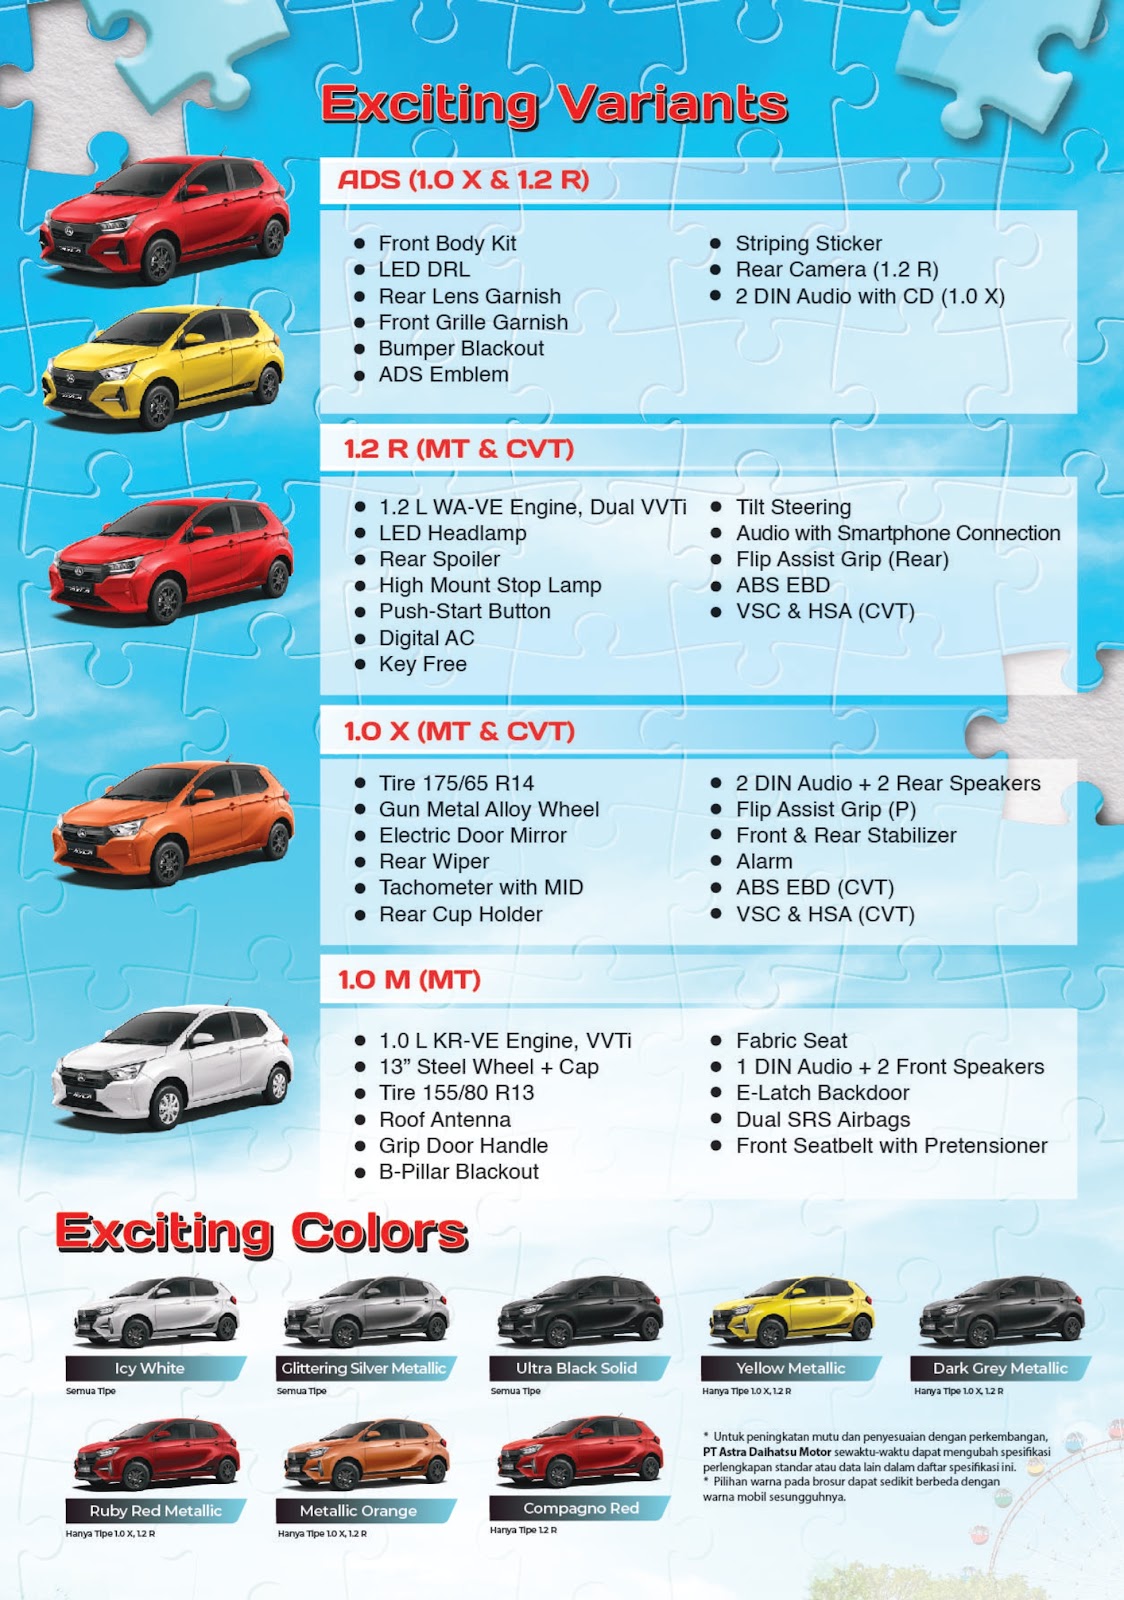 Exciting Variants
ADS (1.0 X & 1.2 R)
Front Body Kit
LED DRL
Rear Lens Garnish
Front Grille Garnish
Bumper Blackout
ADS Emblem
Striping Sticker
Rear Camera (1.2 R)
2 DIN Audio with CD (1.0 X)
1.2 R (MT & CVT)
1.2 L WA-VE Engine, Dual VVTi
LED Headlamp
Rear Spoiler
High Mount Stop Lamp
Push-Start Button
Digital AC
Key Free
Tilt Steering
Audio with Smartphone Connection
Flip Assist Grip (Rear)
ABS EBD
VSC & HSA (CVT)
1.0 X (MT & CVT)
Tire 175/65 R14
Gun Metal Alloy Wheel
Electric Door Mirror
Rear Wiper
Tachometer with MID
Rear Cup Holder
2 DIN Audio + 2 Rear Speakers
Flip Assist Grip (P)
Front & Rear Stabilizer
Alarm
ABS EBD (CVT)
VSC & HSA (CVT)
1.0 M (MT)
1.0 L KR-VE Engine, VVTi
13” Steel Wheel + Cap
Tire 155/80 R13
Roof Antenna
Grip Door Handle
B-Pillar Blackout
Fabric Seat
1 DIN Audio + 2 Front Speakers
E-Latch Backdoor
Dual SRS Airbags
Front Seatbelt with Pretensioner
Exciting Colors
Icy White
Semua Tipe
Glittering Silver Metallic
Semua Tipe
Ultra Black Solid
Semua Tipe
Yellow Metallic
Hanya Tipe 1.0 X, 1.2 R
Dark Grey Metallic
Hanya Tipe 1.0 X, 1.2 R
Ruby Red Metallic
Hanya Tipe 1.0 X, 1.2 R
Metallic Orange
Hanya Tipe 1.0 X, 1.2 R
Compagno Red
Hanya Tipe 1.2 R
* Untuk peningkatan mutu dan penyesuaian dengan perkembangan,
PT Astra Daihatsu Motor sewaktu-waktu dapat mengubah spesifikasi
perlengkapan standar atau data lain dalam daftar spesifikasi ini.
* Pilihan warna pada brosur dapat sedikit berbeda dengan
warna mobil sesungguhnya.